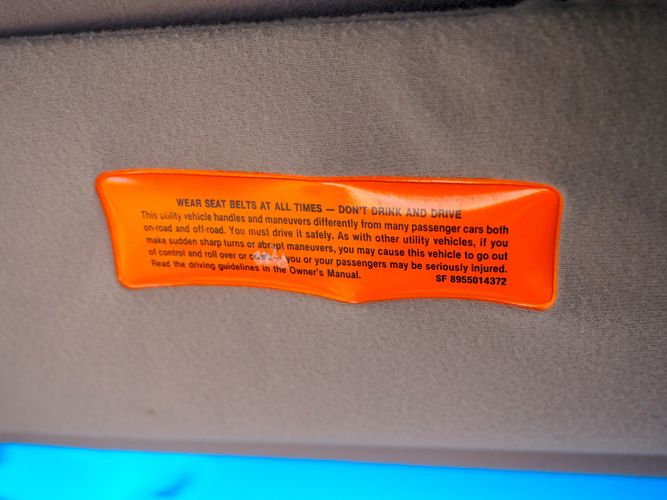 WEAR SEAT BELTS AT ALL TIMES — DON'T DRINK AND DRIVE
This utility vehicle handles and maneuvers differently from many passenger cars both
on-road and off-road. You must drive it safely. As with other utility vehicles, if you
make sudden sharp turns or abrupt maneuvers, you may cause this vehicle to go out
of control and roll over or you or your passengers may be seriously injured.
Read the driving guidelines in the Owner's Manual.
SF 8955014372